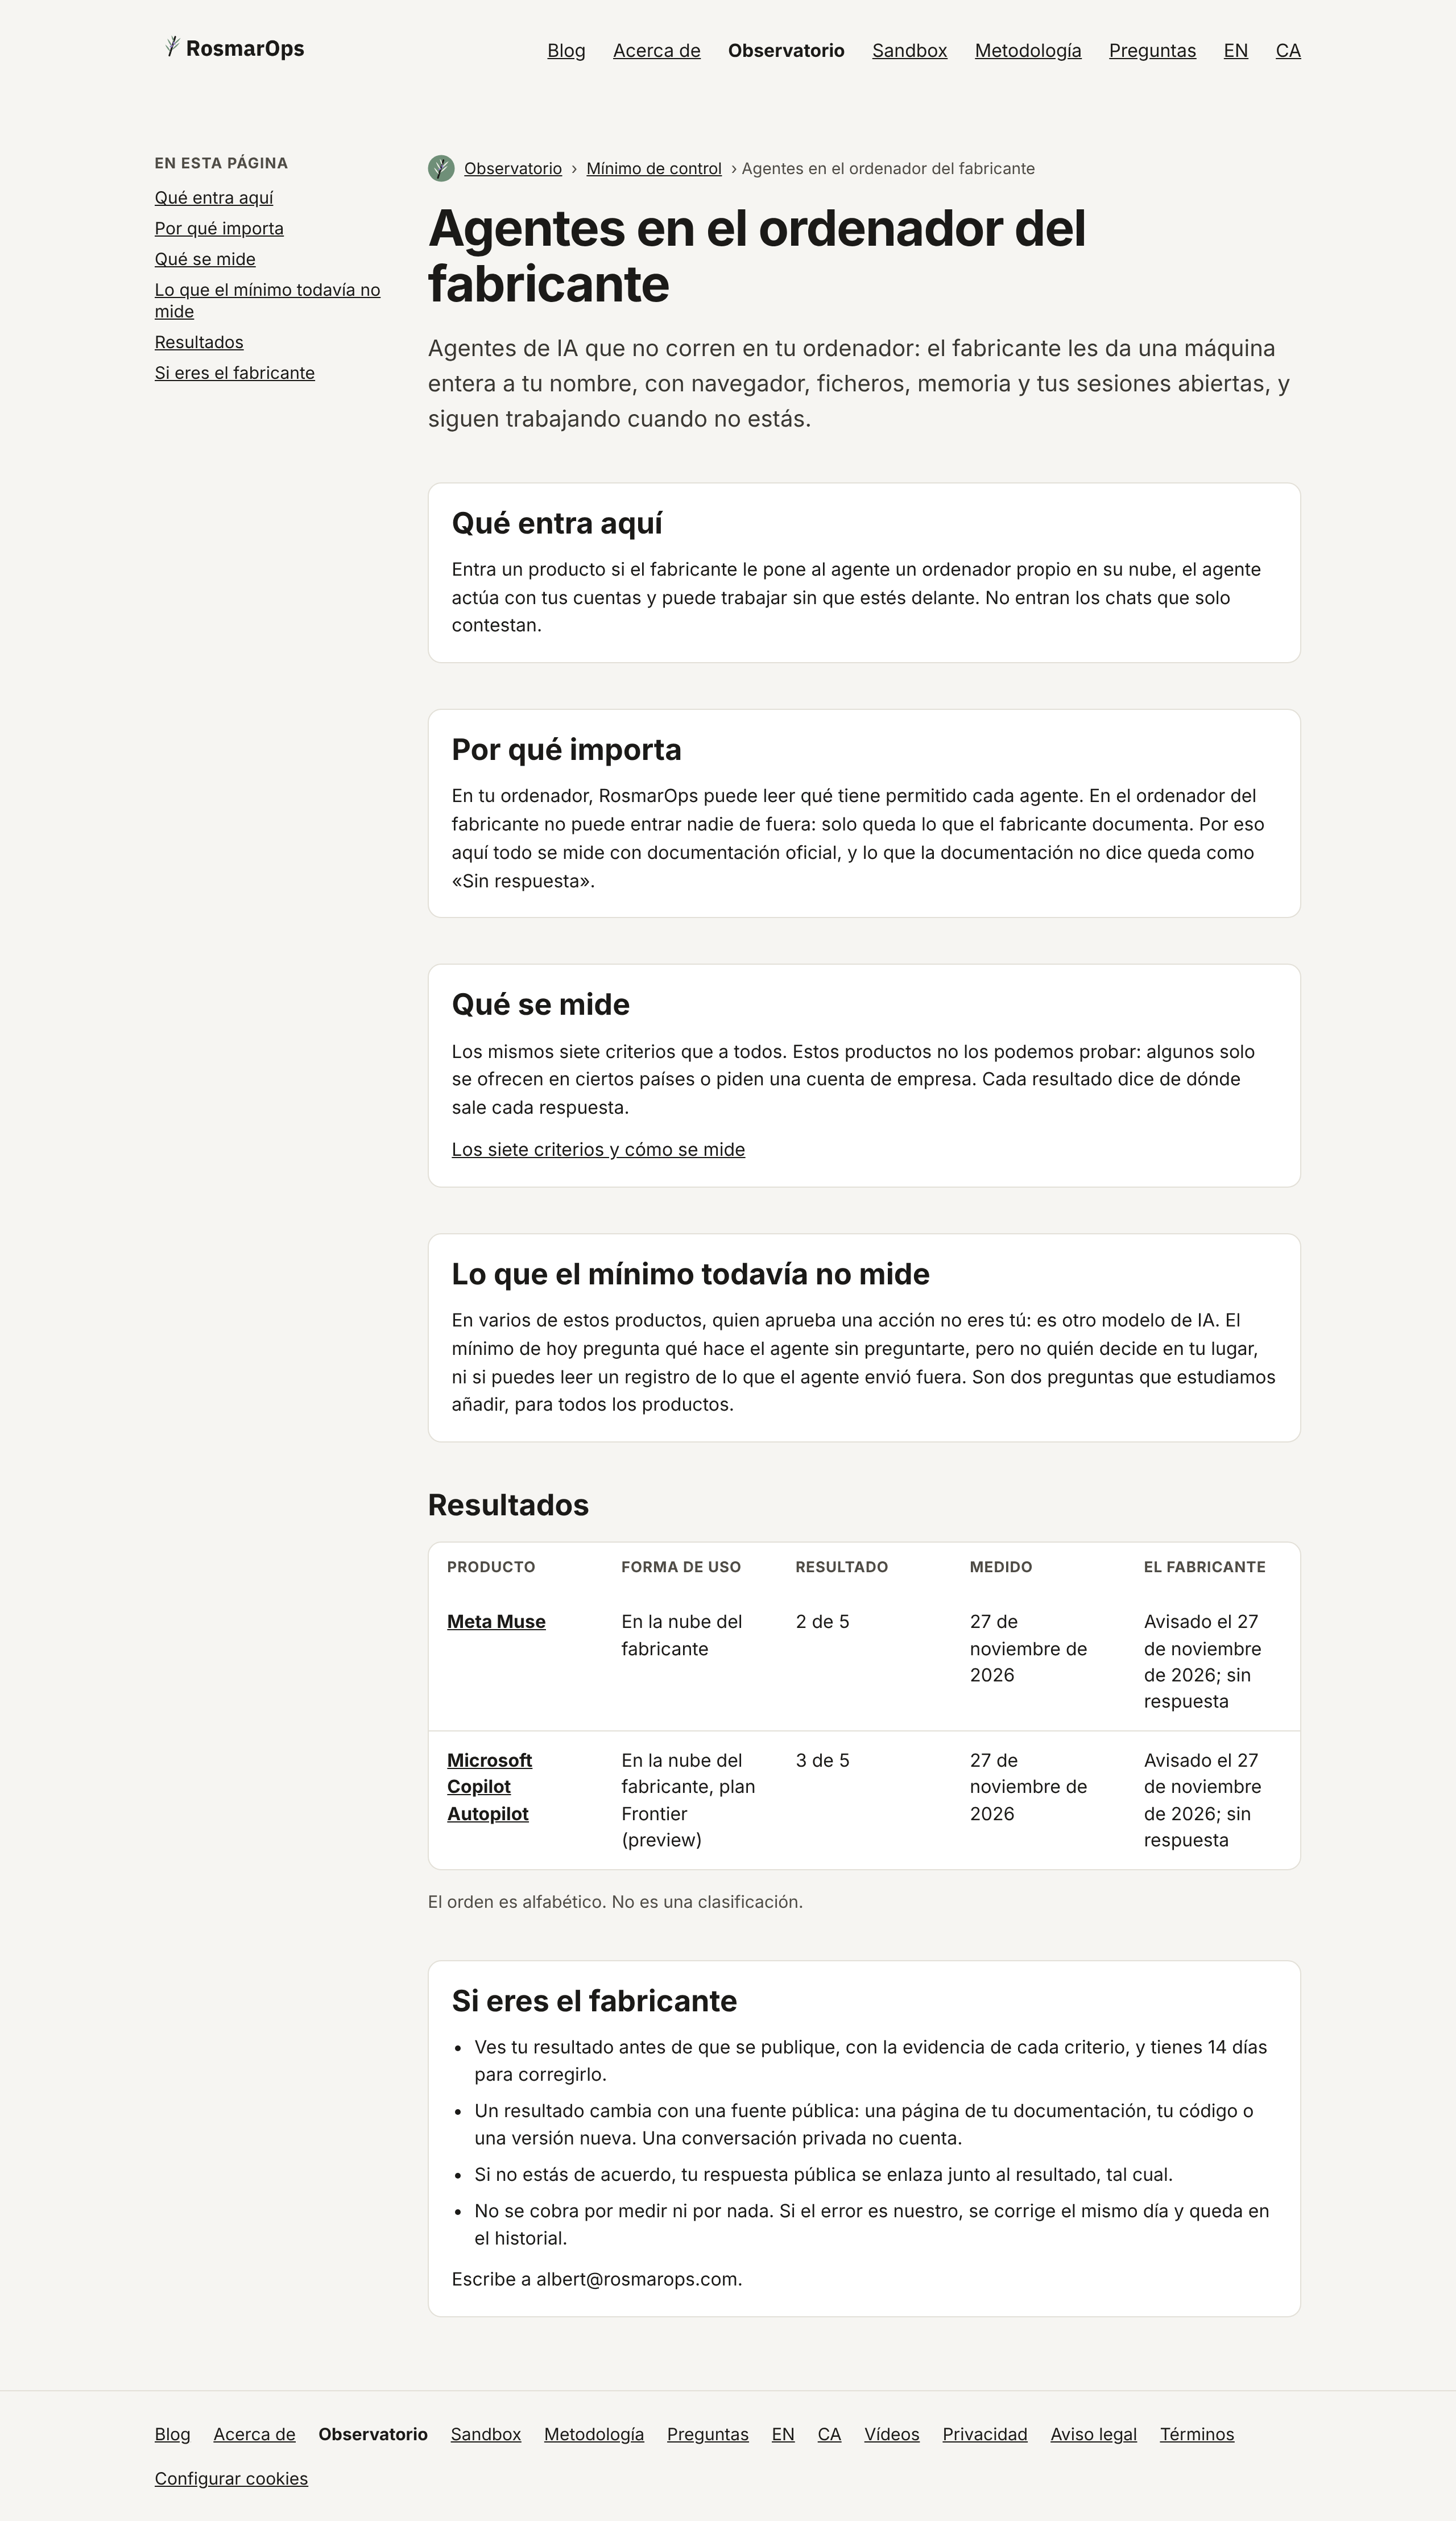 RosmarOps
Blog Acerca de Observatorio Sandbox Metodología Preguntas EN CA
EN ESTA PÁGINA
Qué entra aquí
Por qué importa
Qué se mide
Lo que el mínimo todavía no
mide
Resultados
Si eres el fabricante
Observatorio › Mínimo de control › Agentes en el ordenador del fabricante
Agentes en el ordenador del
fabricante
Agentes de IA que no corren en tu ordenador: el fabricante les da una máquina
entera a tu nombre, con navegador, ficheros, memoria y tus sesiones abiertas, y
siguen trabajando cuando no estás.
Qué entra aquí
Entra un producto si el fabricante le pone al agente un ordenador propio en su nube, el agente
actúa con tus cuentas y puede trabajar sin que estés delante. No entran los chats que solo
contestan.
Por qué importa
En tu ordenador, RosmarOps puede leer qué tiene permitido cada agente. En el ordenador del
fabricante no puede entrar nadie de fuera: solo queda lo que el fabricante documenta. Por eso
aquí todo se mide con documentación oficial, y lo que la documentación no dice queda como
«Sin respuesta».
Qué se mide
Los mismos siete criterios que a todos. Estos productos no los podemos probar: algunos solo
se ofrecen en ciertos países o piden una cuenta de empresa. Cada resultado dice de dónde
sale cada respuesta.
Los siete criterios y cómo se mide
Lo que el mínimo todavía no mide
En varios de estos productos, quien aprueba una acción no eres tú: es otro modelo de IA. El
mínimo de hoy pregunta qué hace el agente sin preguntarte, pero no quién decide en tu lugar,
ni si puedes leer un registro de lo que el agente envió fuera. Son dos preguntas que estudiamos
añadir, para todos los productos.
Resultados
PRODUCTO FORMA DE USO RESULTADO MEDIDO EL FABRICANTE
Meta Muse En la nube del 2 de 5 27 de Avisado el 27
fabricante noviembre de de noviembre
2026 de 2026; sin
respuesta
Microsoft En la nube del 3 de 5 27 de Avisado el 27
Copilot fabricante, plan noviembre de de noviembre
Autopilot Frontier 2026 de 2026; sin
(preview) respuesta
El orden es alfabético. No es una clasificación.
Si eres el fabricante
• Ves tu resultado antes de que se publique, con la evidencia de cada criterio, y tienes 14 días
para corregirlo.
• Un resultado cambia con una fuente pública: una página de tu documentación, tu código o
una versión nueva. Una conversación privada no cuenta.
• Si no estás de acuerdo, tu respuesta pública se enlaza junto al resultado, tal cual.
• No se cobra por medir ni por nada. Si el error es nuestro, se corrige el mismo día y queda en
el historial.
Escribe a albert@rosmarops.com.
Blog Acerca de Observatorio Sandbox Metodología Preguntas EN CA Vídeos Privacidad Aviso legal Términos
Configurar cookies